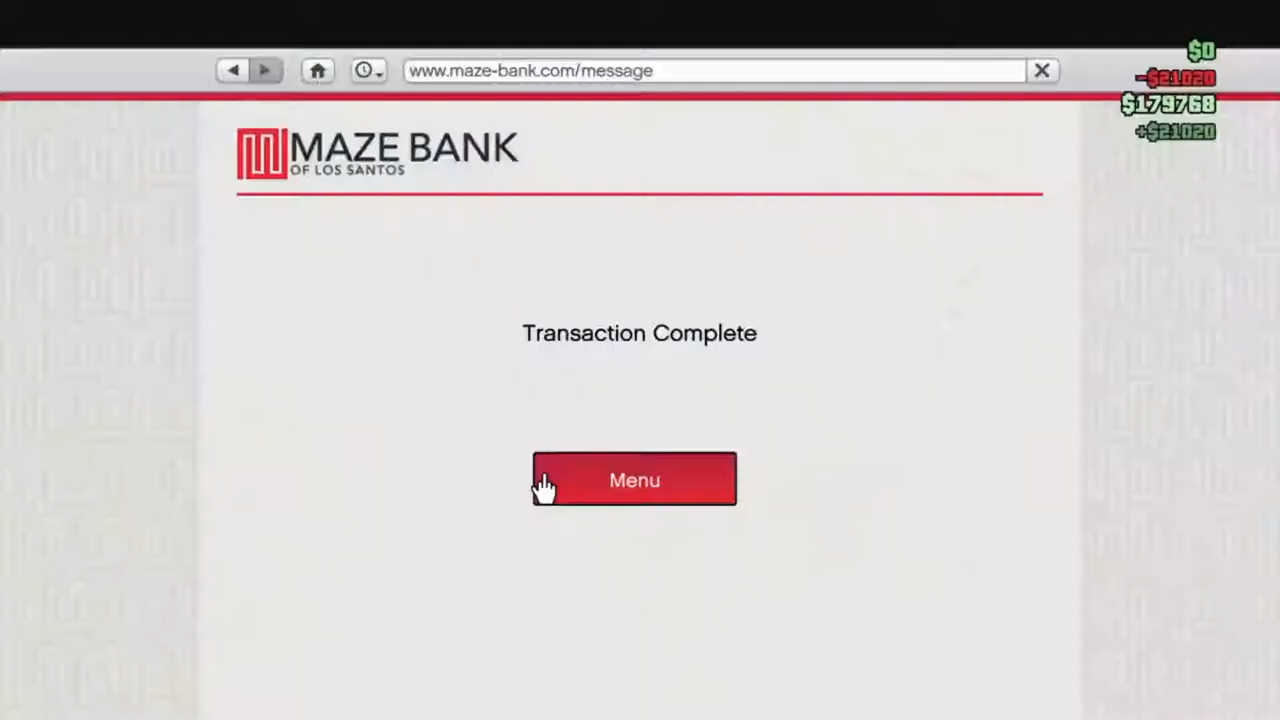 www.maze-bank.com/message
$0
-$21020
$179768
+$21020
MAZE BANK
OF LOS SANTOS
Transaction Complete
Menu